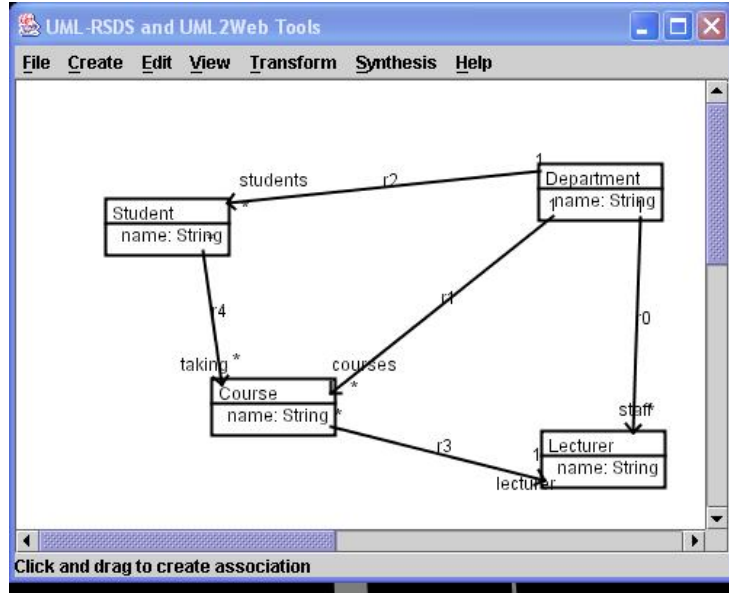 UML-RSDS and UML2Web Tools
File Create Edit View Transform Synthesis Help
1
students r2 Department
* name: String
Student 1 1
name: String
*
r1
r4 r0
taking * courses
*
Course staff*
name: String *
r3 Lecturer
1 name: String
lecturer
Click and drag to create association